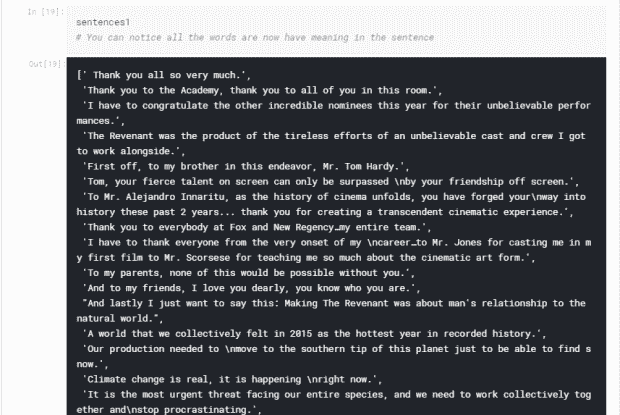 In [19]:
sentences1
# You can notice all the words are now have meaning in the sentence
Out[19]:
[' Thank you all so very much.',
'Thank you to the Academy, thank you to all of you in this room.',
'I have to congratulate the other incredible nominees this year for their unbelievable perfor
mances.',
'The Revenant was the product of the tireless efforts of an unbelievable cast and crew I got
to work alongside.',
'First off, to my brother in this endeavor, Mr. Tom Hardy.',
'Tom, your fierce talent on screen can only be surpassed \nby your friendship off screen.',
'To Mr. Alejandro Innaritu, as the history of cinema unfolds, you have forged your\nway into
history these past 2 years... thank you for creating a transcendent cinematic experience.',
'Thank you to everybody at Fox and New Regency…my entire team.',
'I have to thank everyone from the very onset of my \ncareer…to Mr. Jones for casting me in m
y first film to Mr. Scorsese for teaching me so much about the cinematic art form.',
'To my parents, none of this would be possible without you.',
'And to my friends, I love you dearly, you know who you are.',
"And lastly I just want to say this: Making The Revenant was about man's relationship to the
natural world.",
'A world that we collectively felt in 2015 as the hottest year in recorded history.',
'Our production needed to \nmove to the southern tip of this planet just to be able to find s
now.',
'Climate change is real, it is happening \nright now.',
'It is the most urgent threat facing our entire species, and we need to work collectively tog
ether and\nstop procrastinating.',